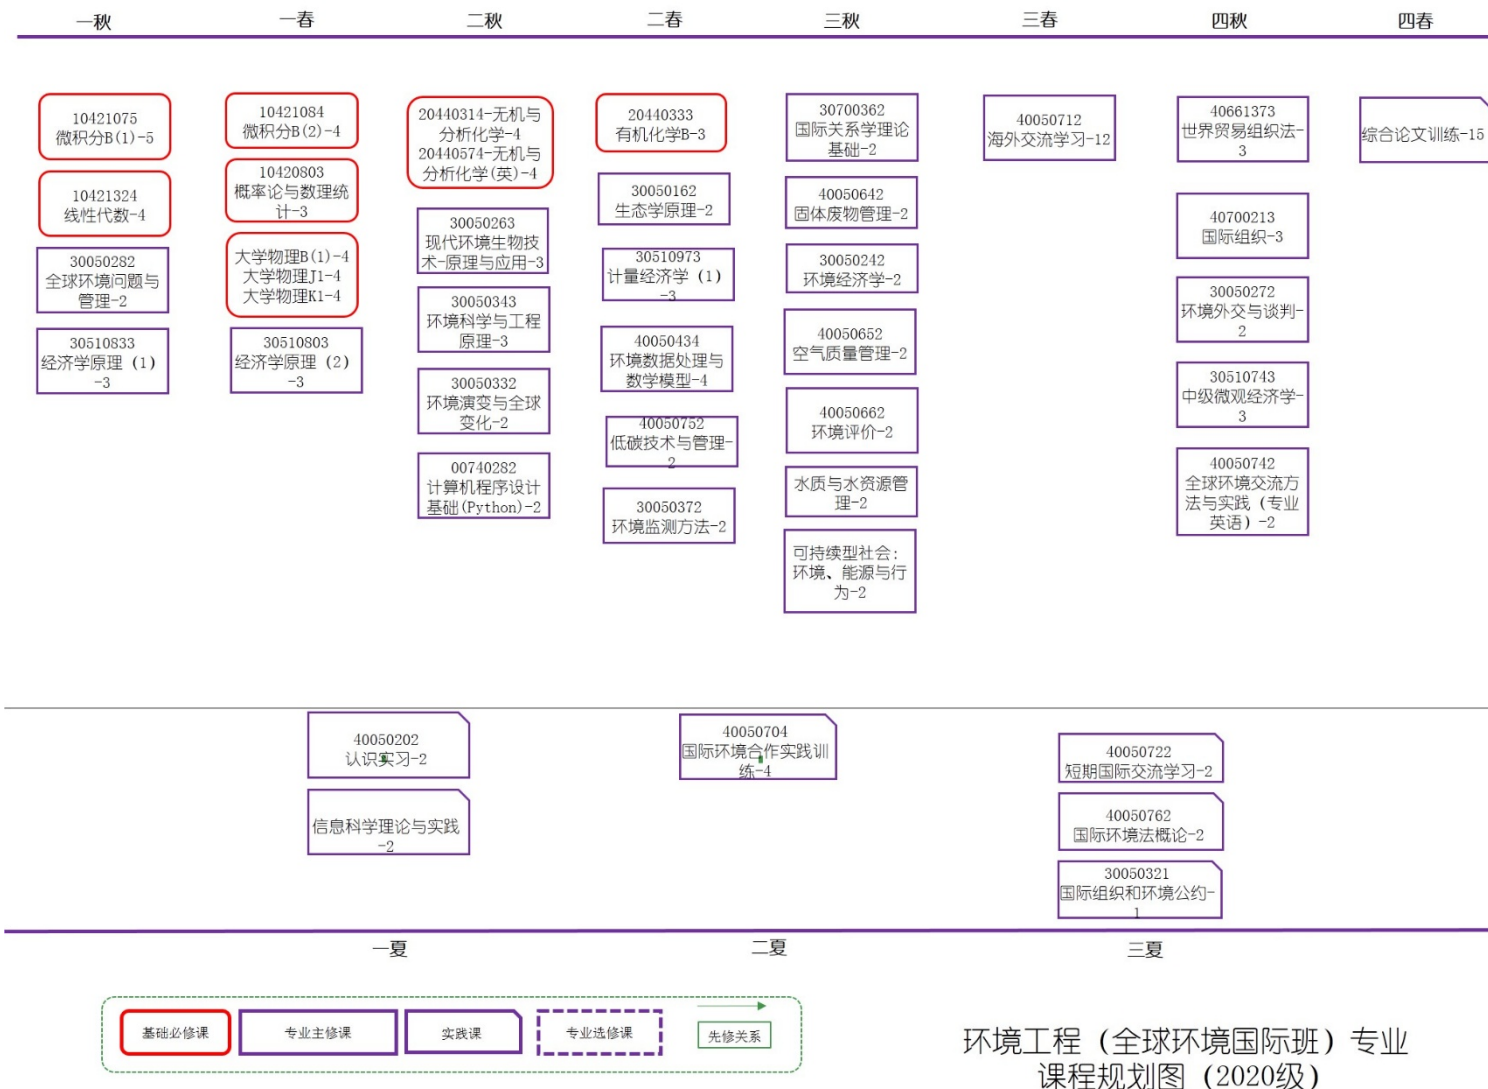 一秋
一春
二秋
二春
三秋
三春
四秋
四春
10421075
微积分B(1)-5
10421324
线性代数-4
30050282
全球环境问题与
管理-2
30510833
经济学原理 (1)
-3
10421084
微积分B(2)-4
10420803
概率论与数理统
计-3
大学物理B(1)-4
大学物理J1-4
大学物理K1-4
30510803
经济学原理 (2)
-3
20440314-无机与
分析化学-4
20440574-无机与
分析化学(英)-4
30050263
现代环境生物技
术-原理与应用-3
30050343
环境科学与工程
原理-3
30050332
环境演变与全球
变化-2
00740282
计算机程序设计
基础(Python)-2
20440333
有机化学B-3
30050162
生态学原理-2
30510973
计量经济学 (1)
-3
40050434
环境数据处理与
数学模型-4
40050752
低碳技术与管理-
2
30050372
环境监测方法-2
30700362
国际关系学理论
基础-2
40050642
固体废物管理-2
30050242
环境经济学-2
40050652
空气质量管理-2
40050662
环境评价-2
水质与水资源管
理-2
可持续型社会:
环境、能源与行
为-2
40050712
海外交流学习-12
40661373
世界贸易组织法-
3
40700213
国际组织-3
30050272
环境外交与谈判-
2
30510743
中级微观经济学-
3
40050742
全球环境交流方
法与实践 (专业
英语) -2
综合论文训练-15
40050202
认识实习-2
信息科学理论与实践
-2
40050704
国际环境合作实践训
练-4
40050722
短期国际交流学习-2
40050762
国际环境法概论-2
30050321
国际组织和环境公约-
1
一夏
二夏
三夏
基础必修课
专业主修课
实践课
专业选修课
先修关系
环境工程 (全球环境国际班) 专业
课程规划图 (2020级)